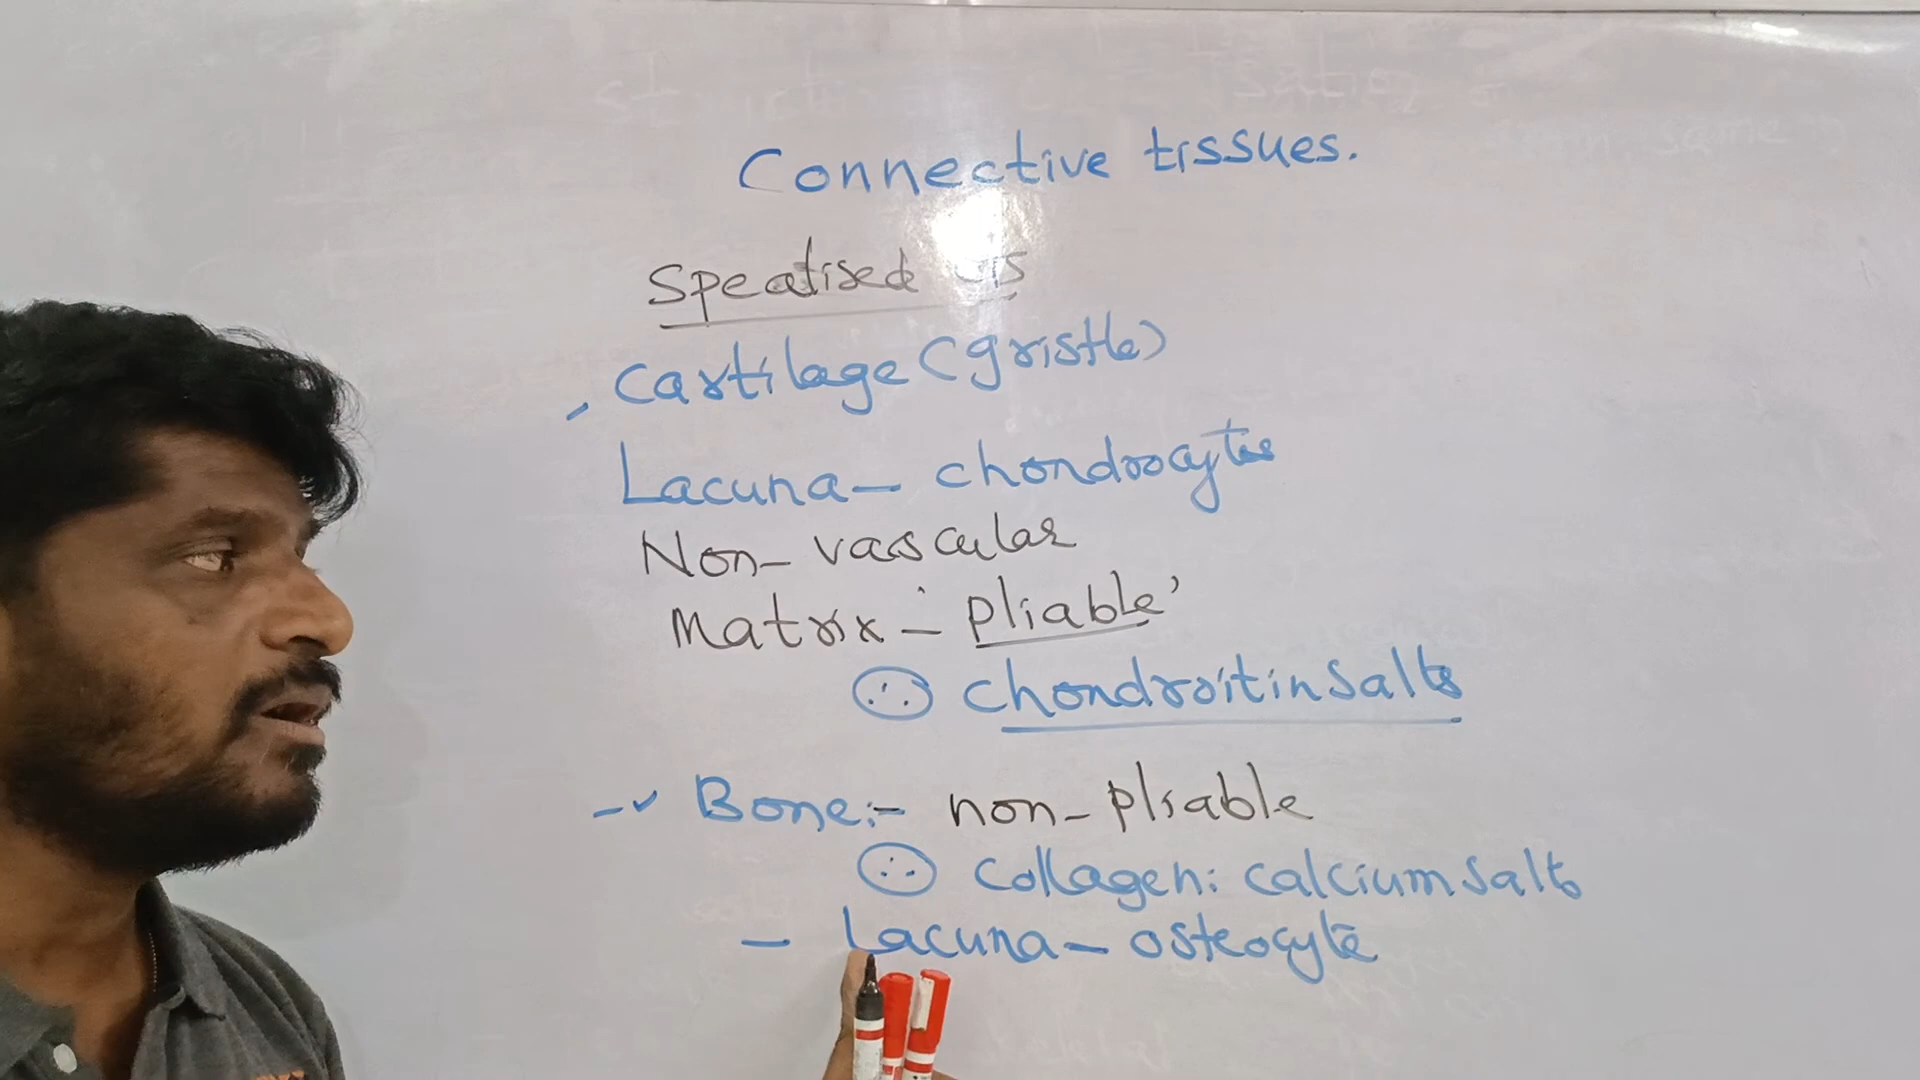 Connective tissues.
Speatised
Cartilage (gristle)
Lacuna - chondrocytes
Non-vascular
Matrix - pliable'
∴ chondroitin salts
-✓ Bone:- non-pliable
∴ Collagen: calcium salts
- Lacuna - osteocyte